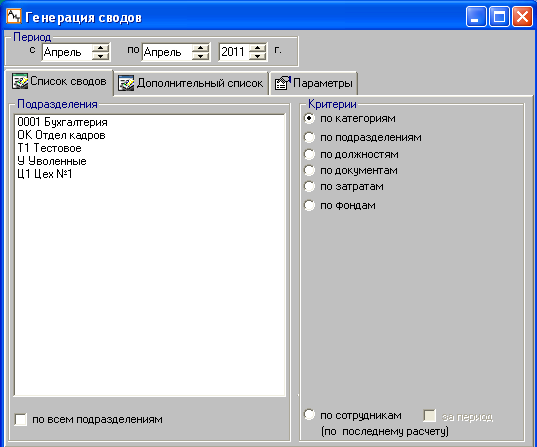 Генерация сводов
Период
с Апрель по Апрель 2011 г.
Список сводов Дополнительный список Параметры
Подразделения
0001 Бухгалтерия
ОК Отдел кадров
Т1 Тестовое
У Уволенные
Ц1 Цех №1
по всем подразделениям
Критерии
по категориям
по подразделениям
по должностям
по документам
по затратам
по фондам
по сотрудникам за период
(по последнему расчету)